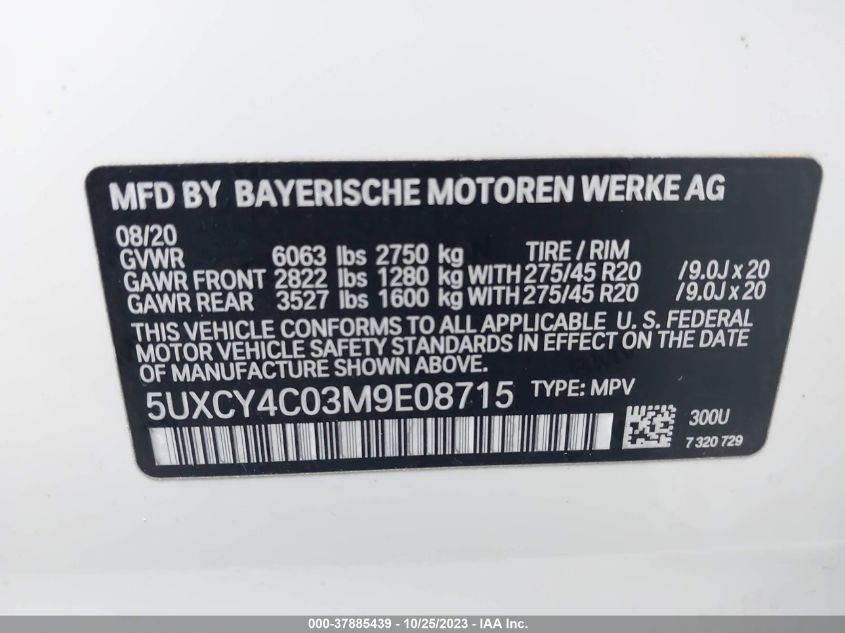 MFD BY BAYERISCHE MOTOREN WERKE AG
08/20
GVWR 6063 lbs 2750 kg TIRE / RIM
GAWR FRONT 2822 lbs 1280 kg WITH 275/45 R20 /9.0J x 20
GAWR REAR 3527 lbs 1600 kg WITH 275/45 R20 /9.0J x 20
THIS VEHICLE CONFORMS TO ALL APPLICABLE U. S. FEDERAL
MOTOR VEHICLE SAFETY STANDARDS IN EFFECT ON THE DATE
OF MANUFACTURE SHOWN ABOVE.
5UXCY4C03M9E08715 TYPE: MPV
300U
7 320 729
000-37885439 - 10/25/2023 - IAAI Inc.